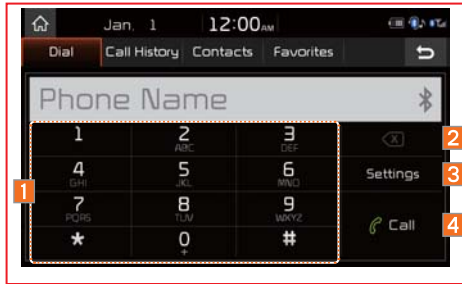 Jan. 1 12:00AM
Dial Call History Contacts Favorites
Phone Name
1 2 3
ABC DEF
2
4 5 6 Settings 3
GHI JKL MNO
1
7 8 9
PQRS TUV WXYZ
Call 4
* 0 #
+